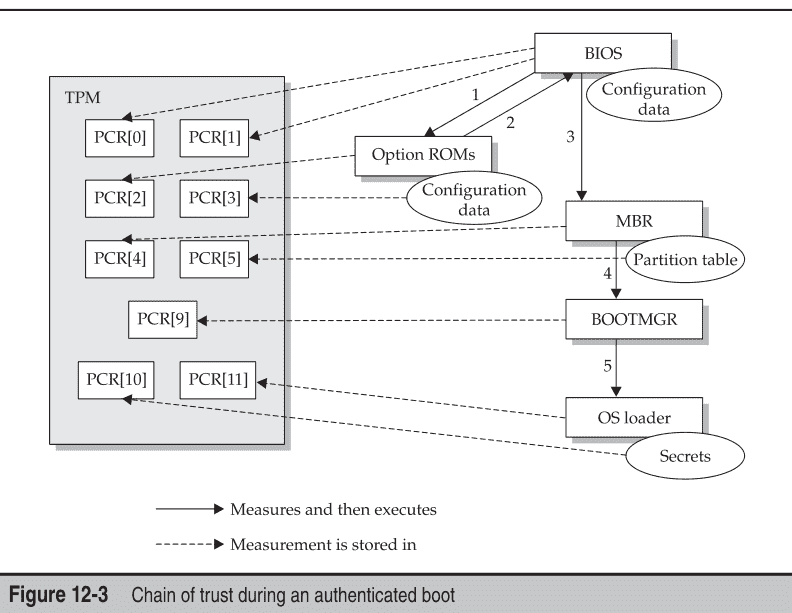 BIOS
Configuration
data
TPM
1
2
3
PCR[0]
PCR[1]
Option ROMs
Configuration
data
PCR[2]
PCR[3]
MBR
Partition table
PCR[4]
PCR[5]
4
PCR[9]
BOOTMGR
5
PCR[10]
PCR[11]
OS loader
Secrets
Measures and then executes
Measurement is stored in
Figure 12-3 Chain of trust during an authenticated boot